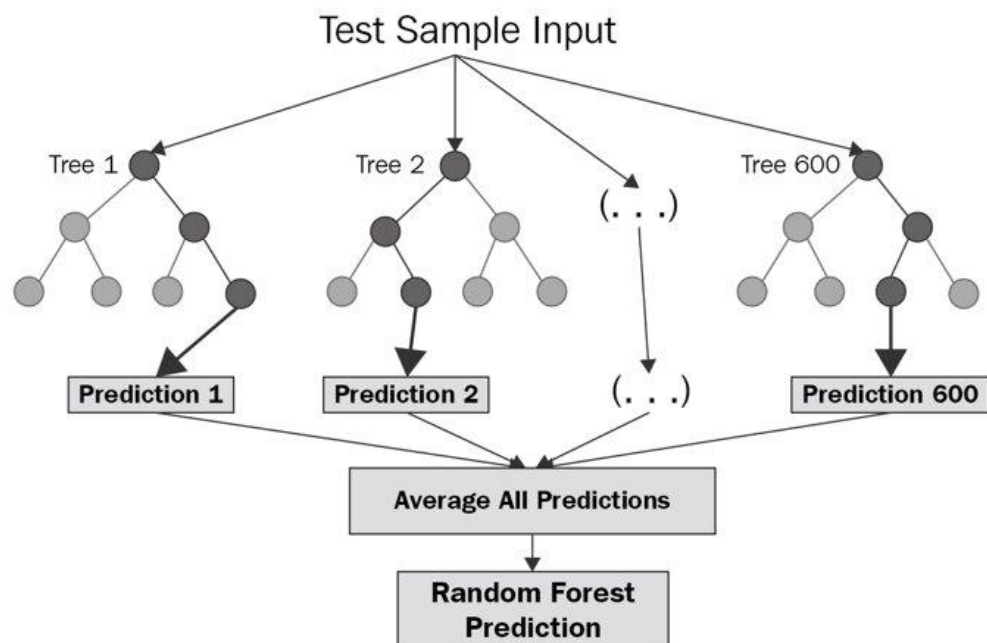 Test Sample Input
Tree 1
Tree 2
Tree 600
(. . .)
Prediction 1
Prediction 2
(. . .)
Prediction 600
Average All Predictions
Random Forest
Prediction